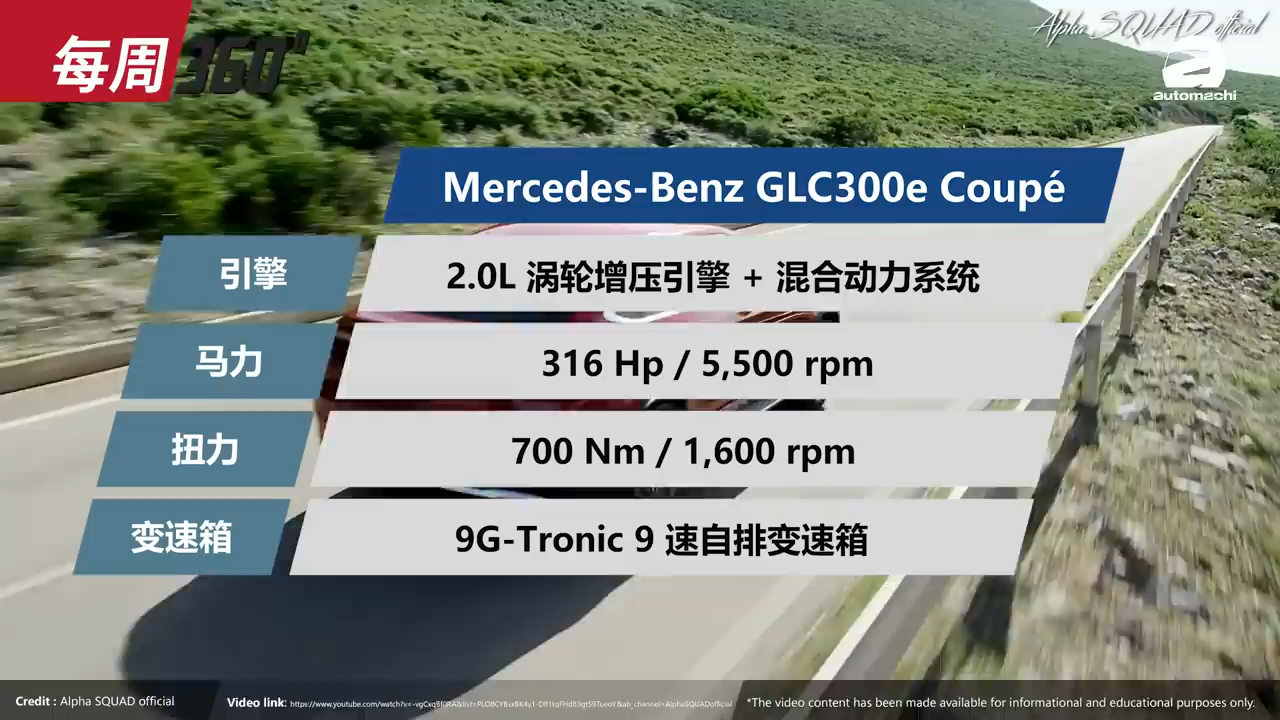 每周360°
Alpha SQUAD official
automachi
Mercedes-Benz GLC300e Coupé
引擎 2.0L 涡轮增压引擎 + 混合动力系统
马力 316 Hp / 5,500 rpm
扭力 700 Nm / 1,600 rpm
变速箱 9G-Tronic 9 速自排变速箱
Credit : Alpha SQUAD official Video link: *The video content has been made available for informational and educational purposes only.